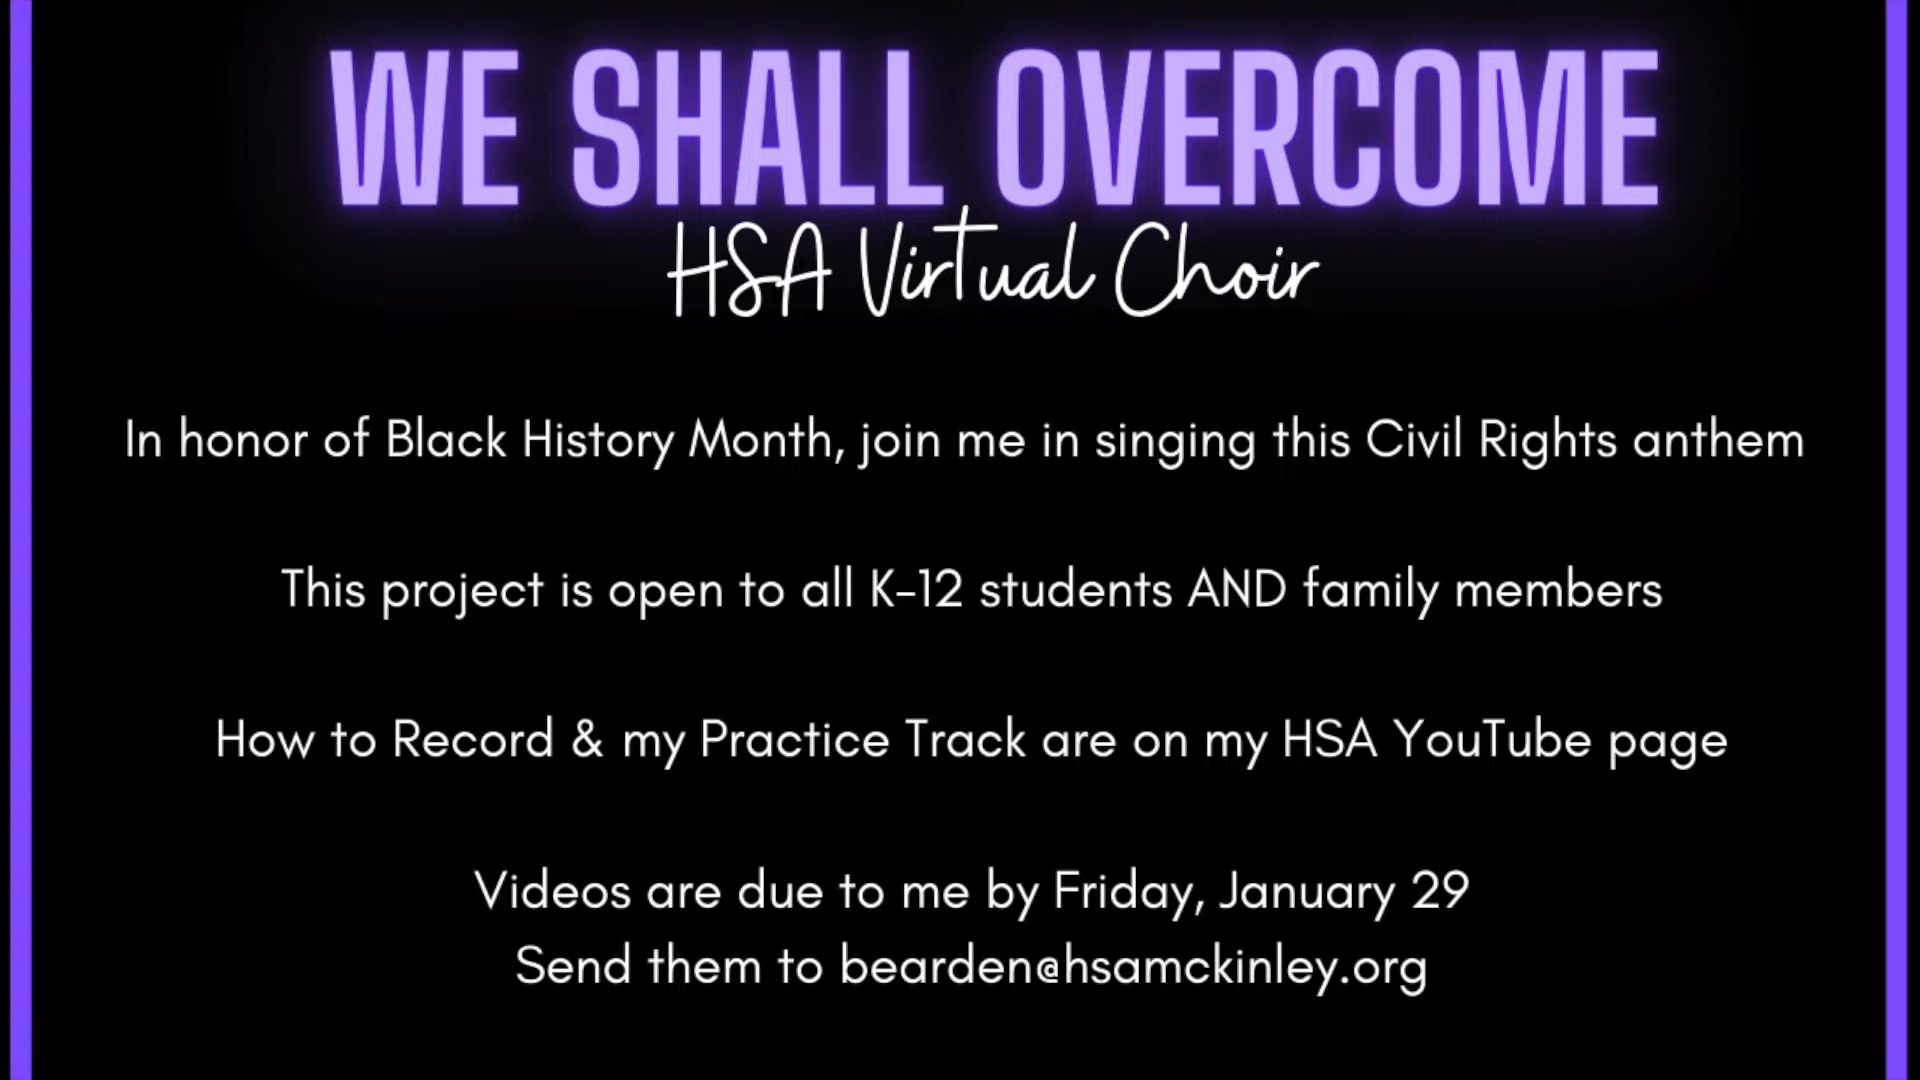 WE SHALL OVERCOME
HSA Virtual Choir
In honor of Black History Month, join me in singing this Civil Rights anthem
This project is open to all K-12 students AND family members
How to Record & my Practice Track are on my HSA YouTube page
Videos are due to me by Friday, January 29
Send them to bearden@hsamckinley.org